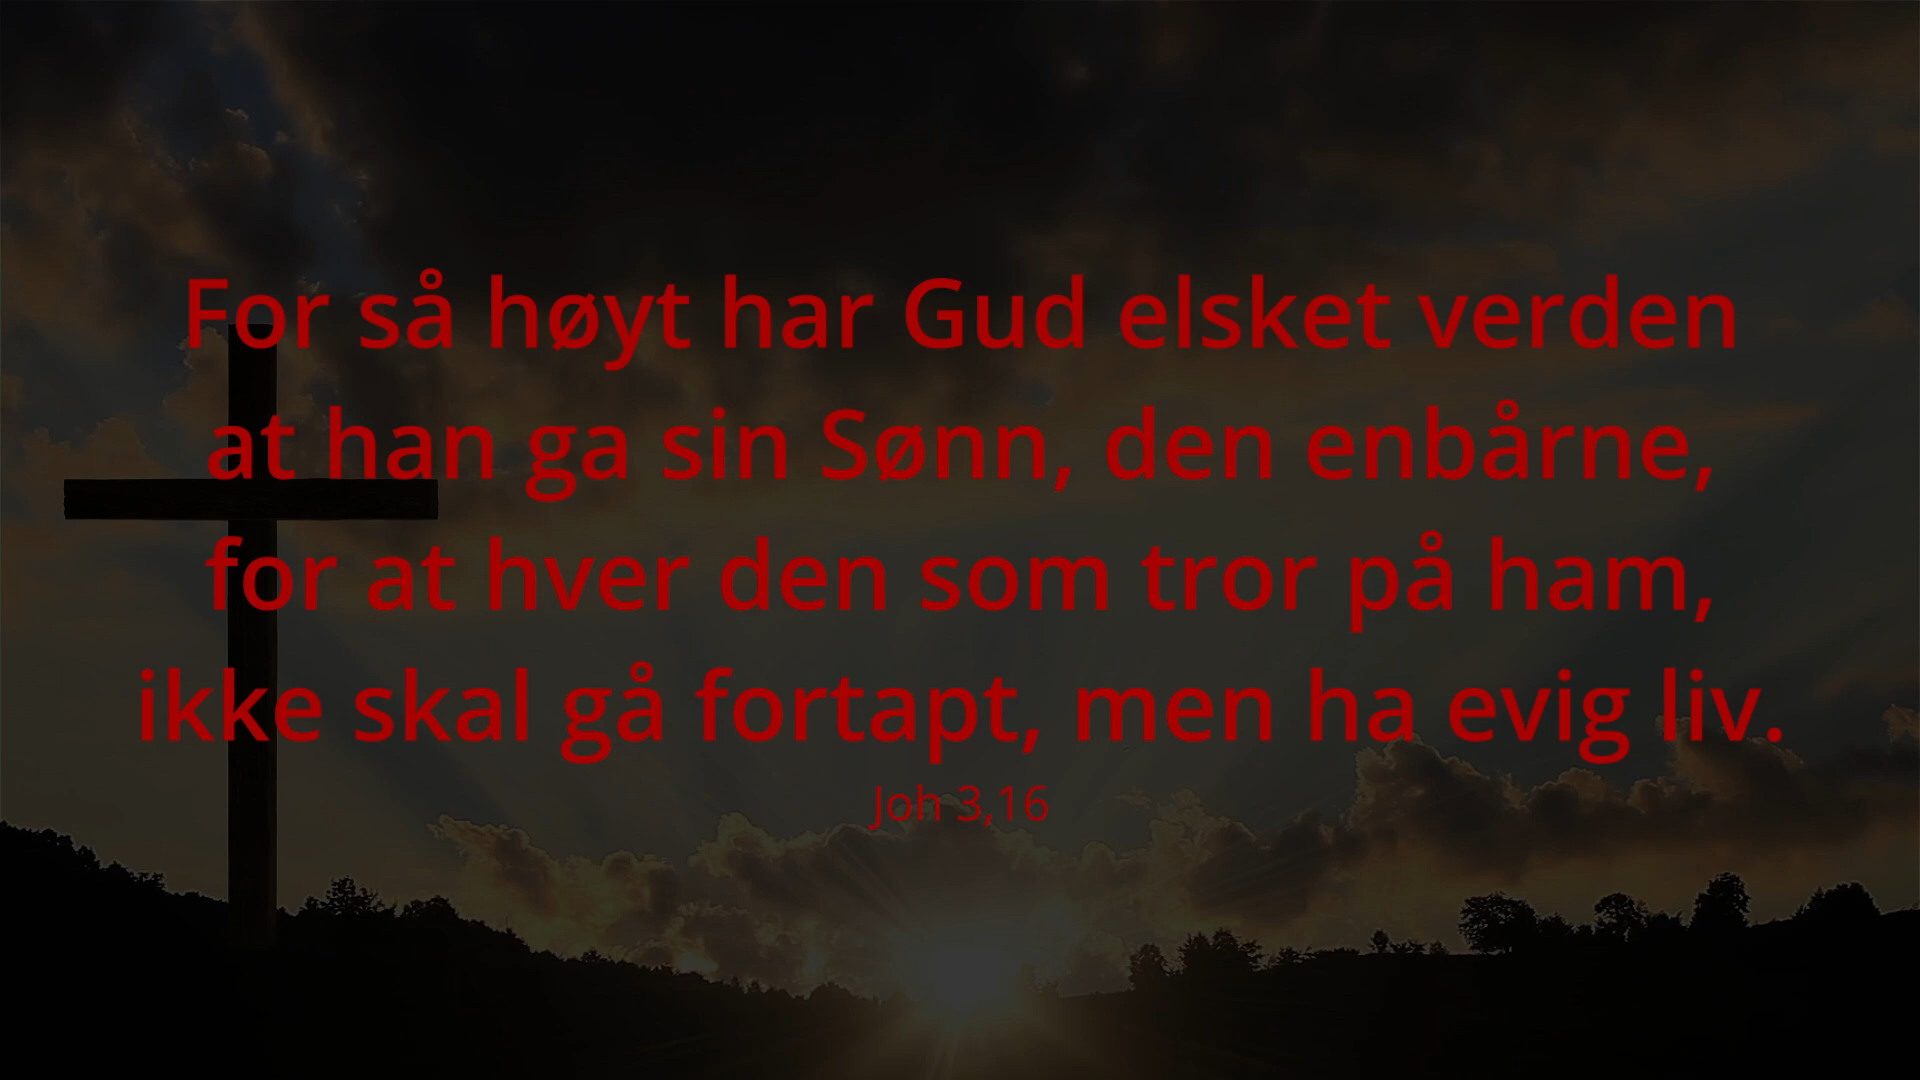 For så høyt har Gud elsket verden
at han ga sin Sønn, den enbårne,
for at hver den som tror på ham,
ikke skal gå fortapt, men ha evig liv.
Joh 3,16